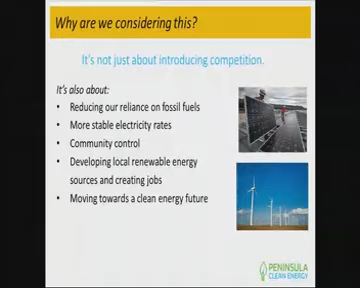 Why are we considering this?
It's not just about introducing competition.
It's also about:
• Reducing our reliance on fossil fuels
• More stable electricity rates
• Community control
• Developing local renewable energy
sources and creating jobs
• Moving towards a clean energy future
PENINSULA
CLEAN ENERGY